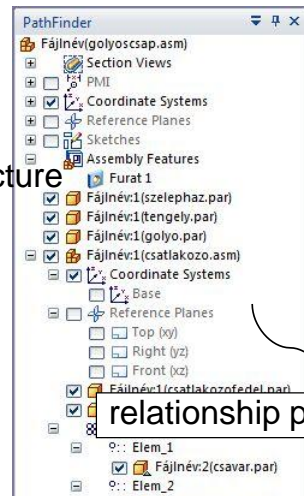 PathFinder
Fájlnév(golyoscsap.asm)
Section Views
PMI
Coordinate Systems
Reference Planes
Sketches
Assembly Features
cture
Furat 1
Fájlnév:1(szelephaz.par)
Fájlnév:1(tengely.par)
Fájlnév:1(golyo.par)
Fájlnév:1(csatlakozo.asm)
Coordinate Systems
Base
Reference Planes
Top (xy)
Right (yz)
Front (xz)
Fájlnév:1(csatlakozofedel.par)
relationship p
Elem_1
Fájlnév:2(csavar.par)
Elem_2